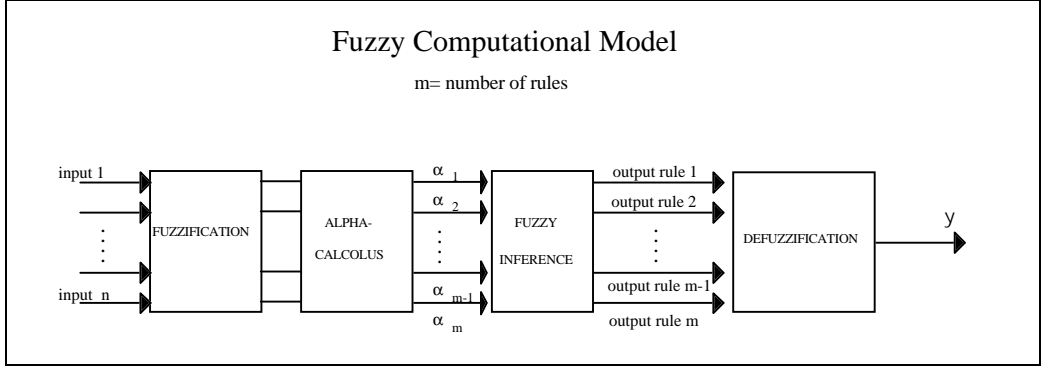 Fuzzy Computational Model
m= number of rules
input 1
input n
FUZZIFICATION
ALPHA-
CALCOLUS
α 1
α 2
α m-1
α m
FUZZY
INFERENCE
output rule 1
output rule 2
output rule m-1
output rule m
DEFUZZIFICATION
y